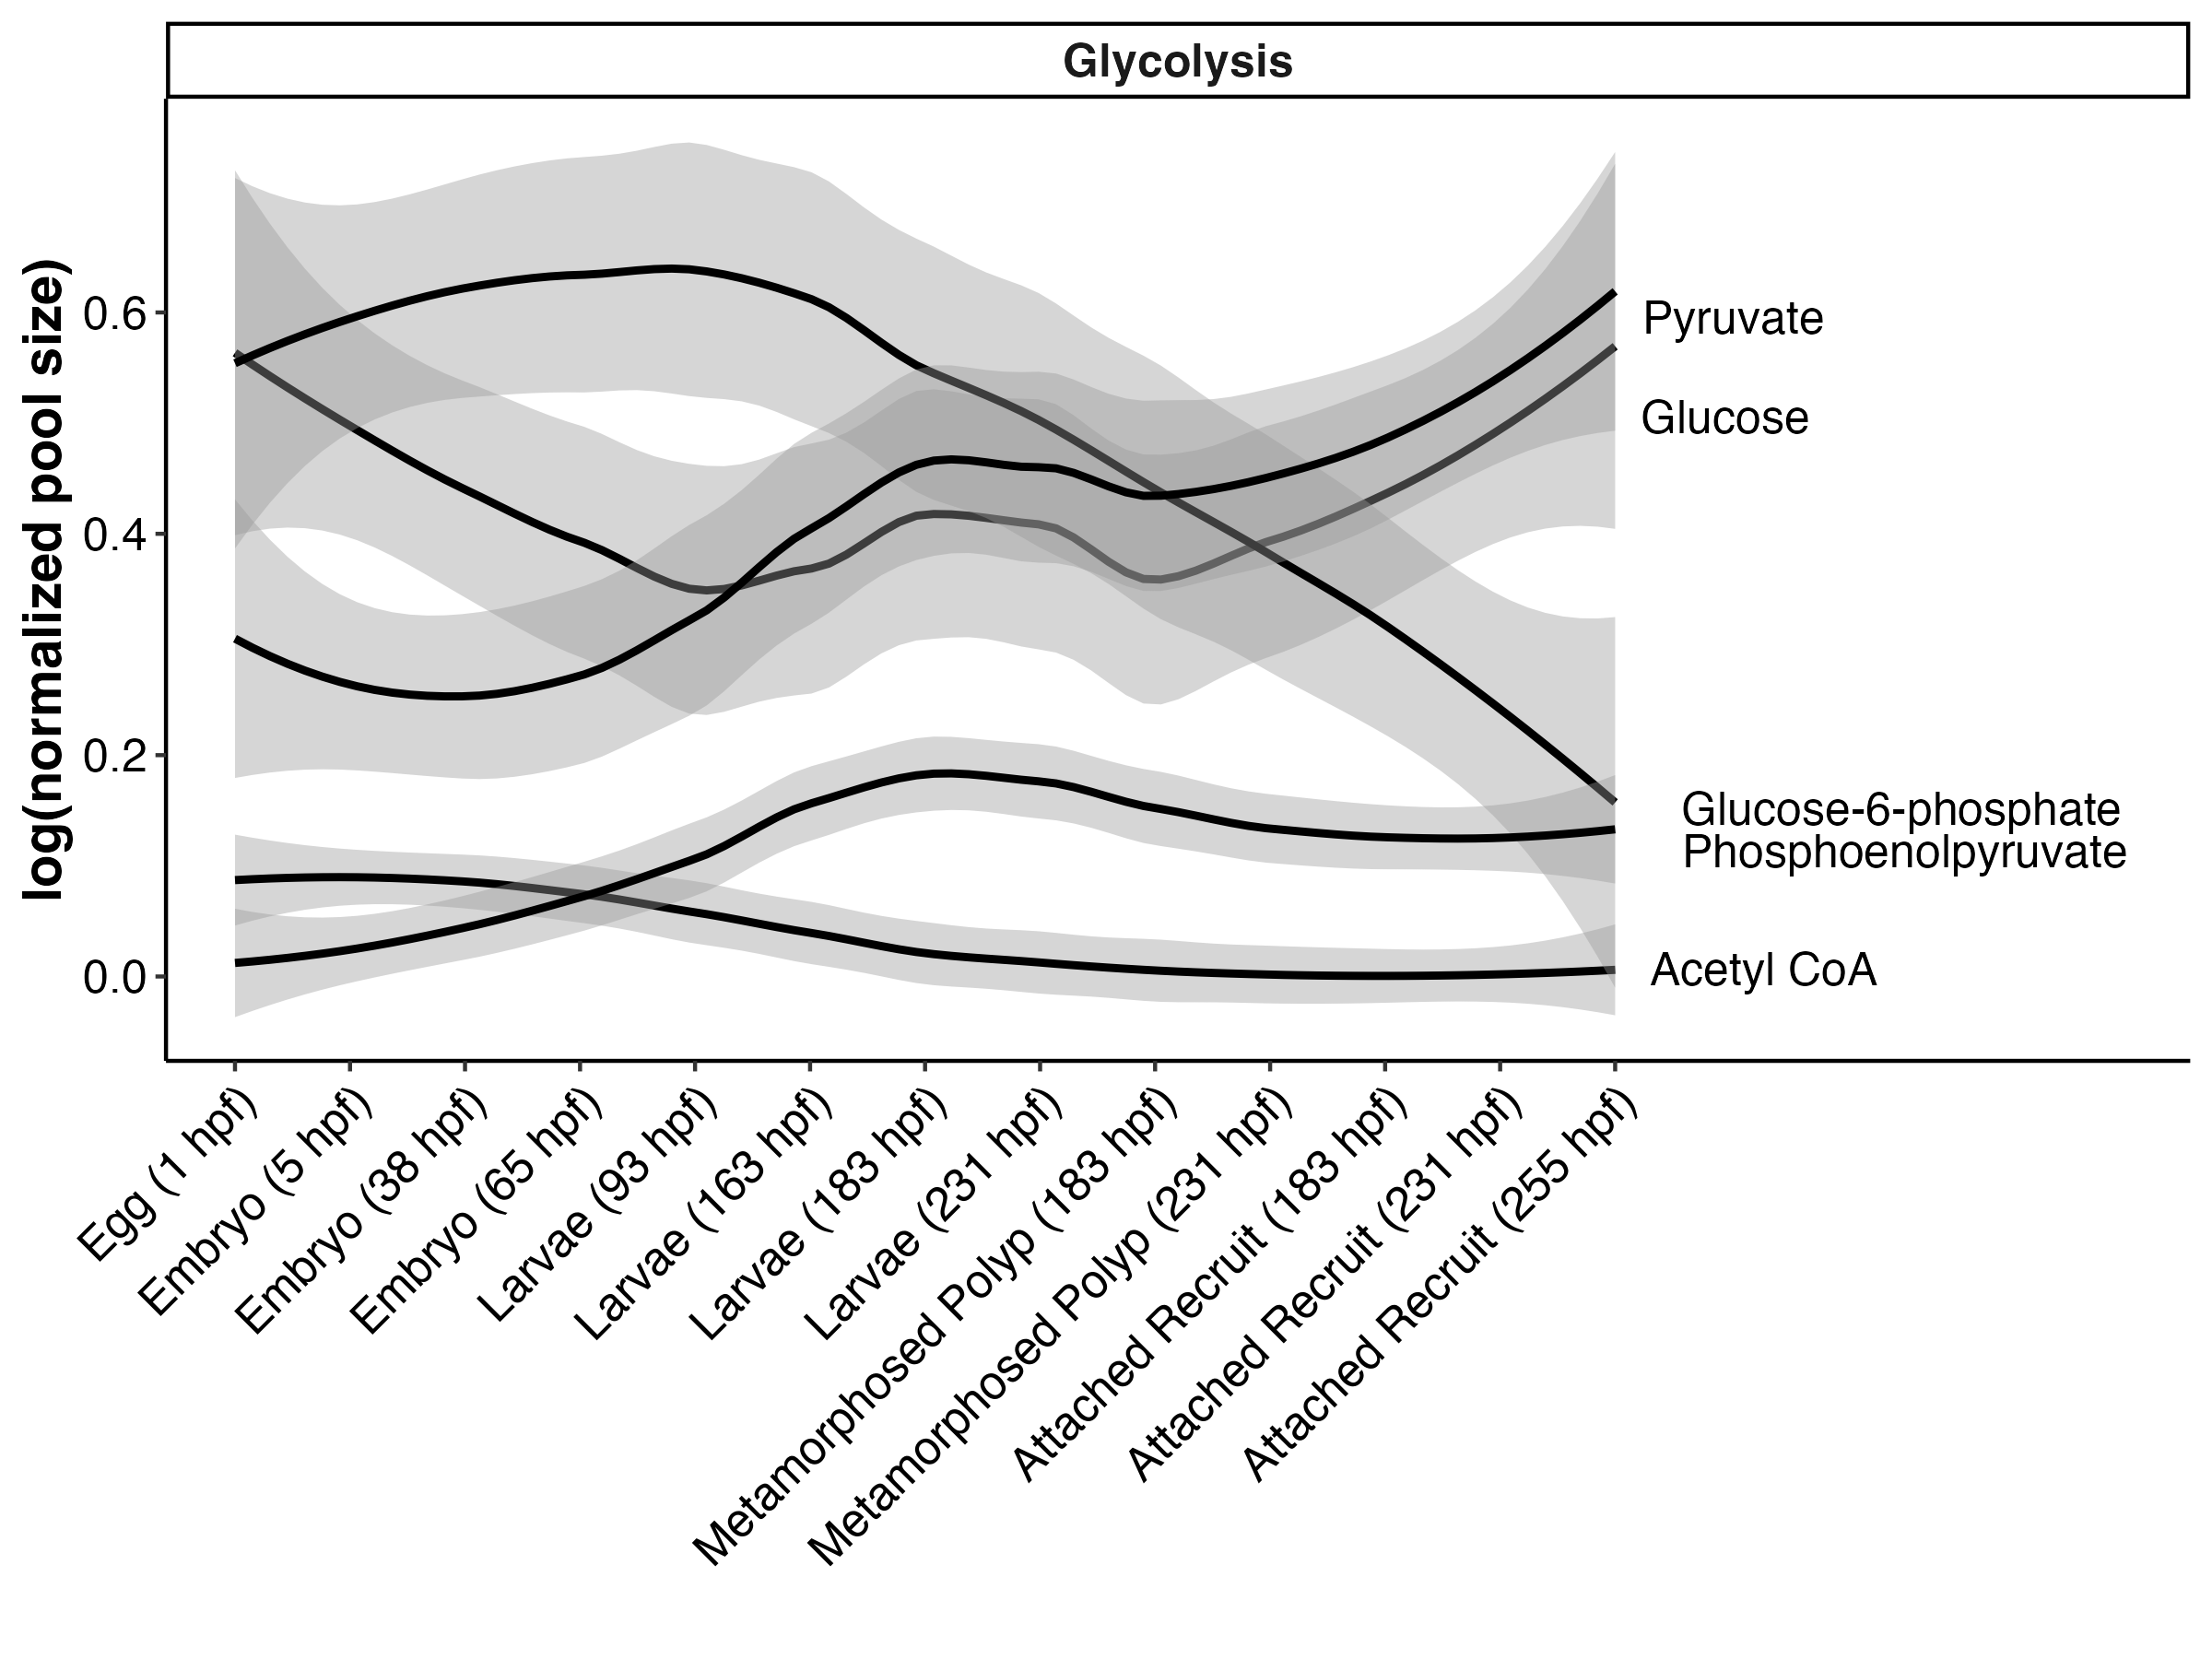 Glycolysis
log(normalized pool size)
0.6
0.4
0.2
0.0
Pyruvate
Glucose
Glucose-6-phosphate
Phosphoenolpyruvate
Acetyl CoA
Egg (1 hpf)
Embryo (5 hpf)
Embryo (38 hpf)
Embryo (65 hpf)
Larvae (93 hpf)
Larvae (163 hpf)
Larvae (183 hpf)
Larvae (231 hpf)
Metamorphosed Polyp (183 hpf)
Metamorphosed Polyp (231 hpf)
Attached Recruit (183 hpf)
Attached Recruit (231 hpf)
Attached Recruit (255 hpf)